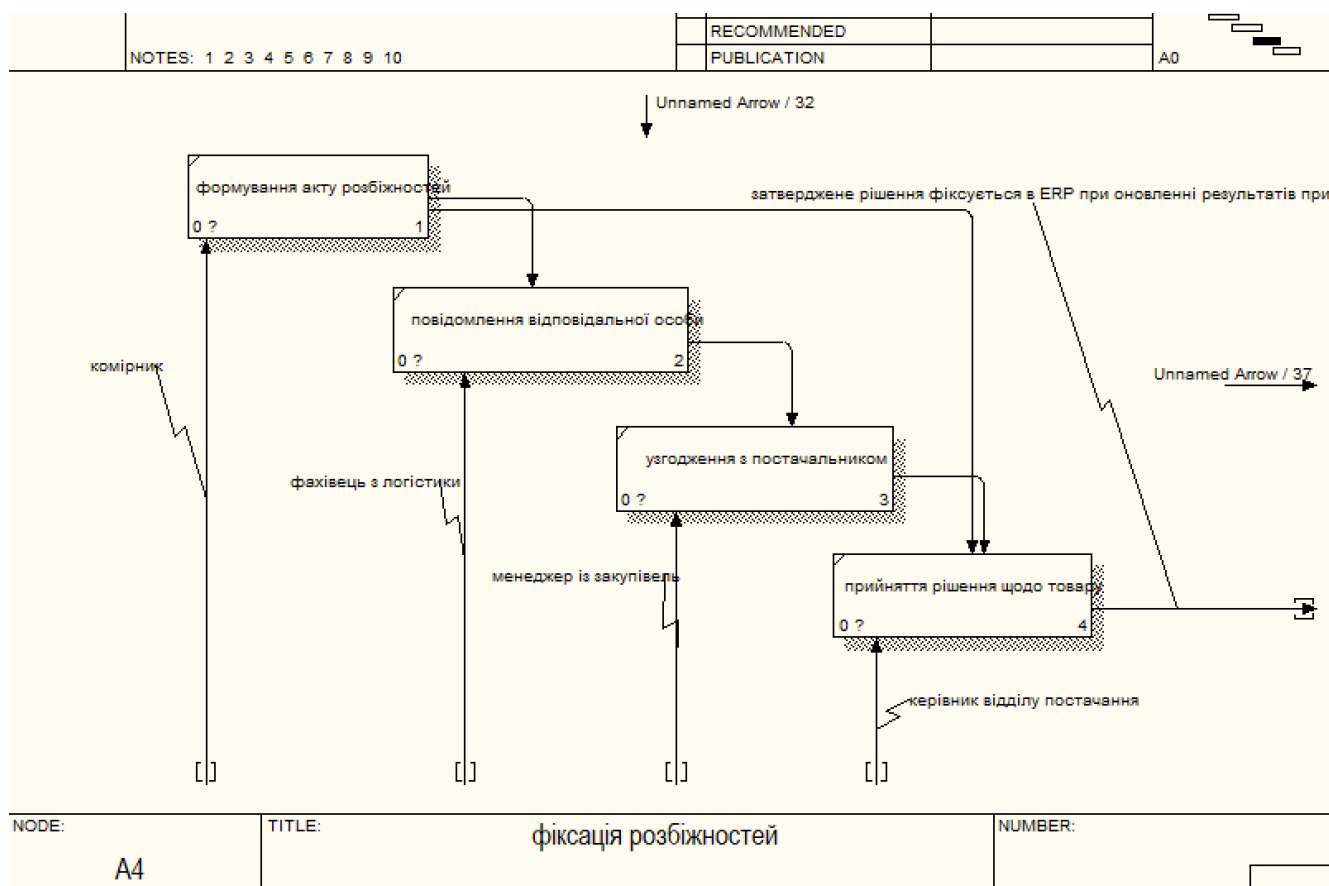 RECOMMENDED
NOTES: 1 2 3 4 5 6 7 8 9 10
PUBLICATION
A0
Unnamed Arrow / 32
формування акту розбіжностей
затверджене рішення фіксується в ERP при оновленні результатів при
0 ?
1
повідомлення відповідальної особи
0 ?
2
комірник
Unnamed Arrow / 37
узгодження з постачальником
фахівець з логістики
0 ?
3
менеджер із закупівель
прийняття рішення щодо товару
0 ?
4
керівник відділу постачання
NODE:
TITLE:
фіксація розбіжностей
NUMBER:
A4